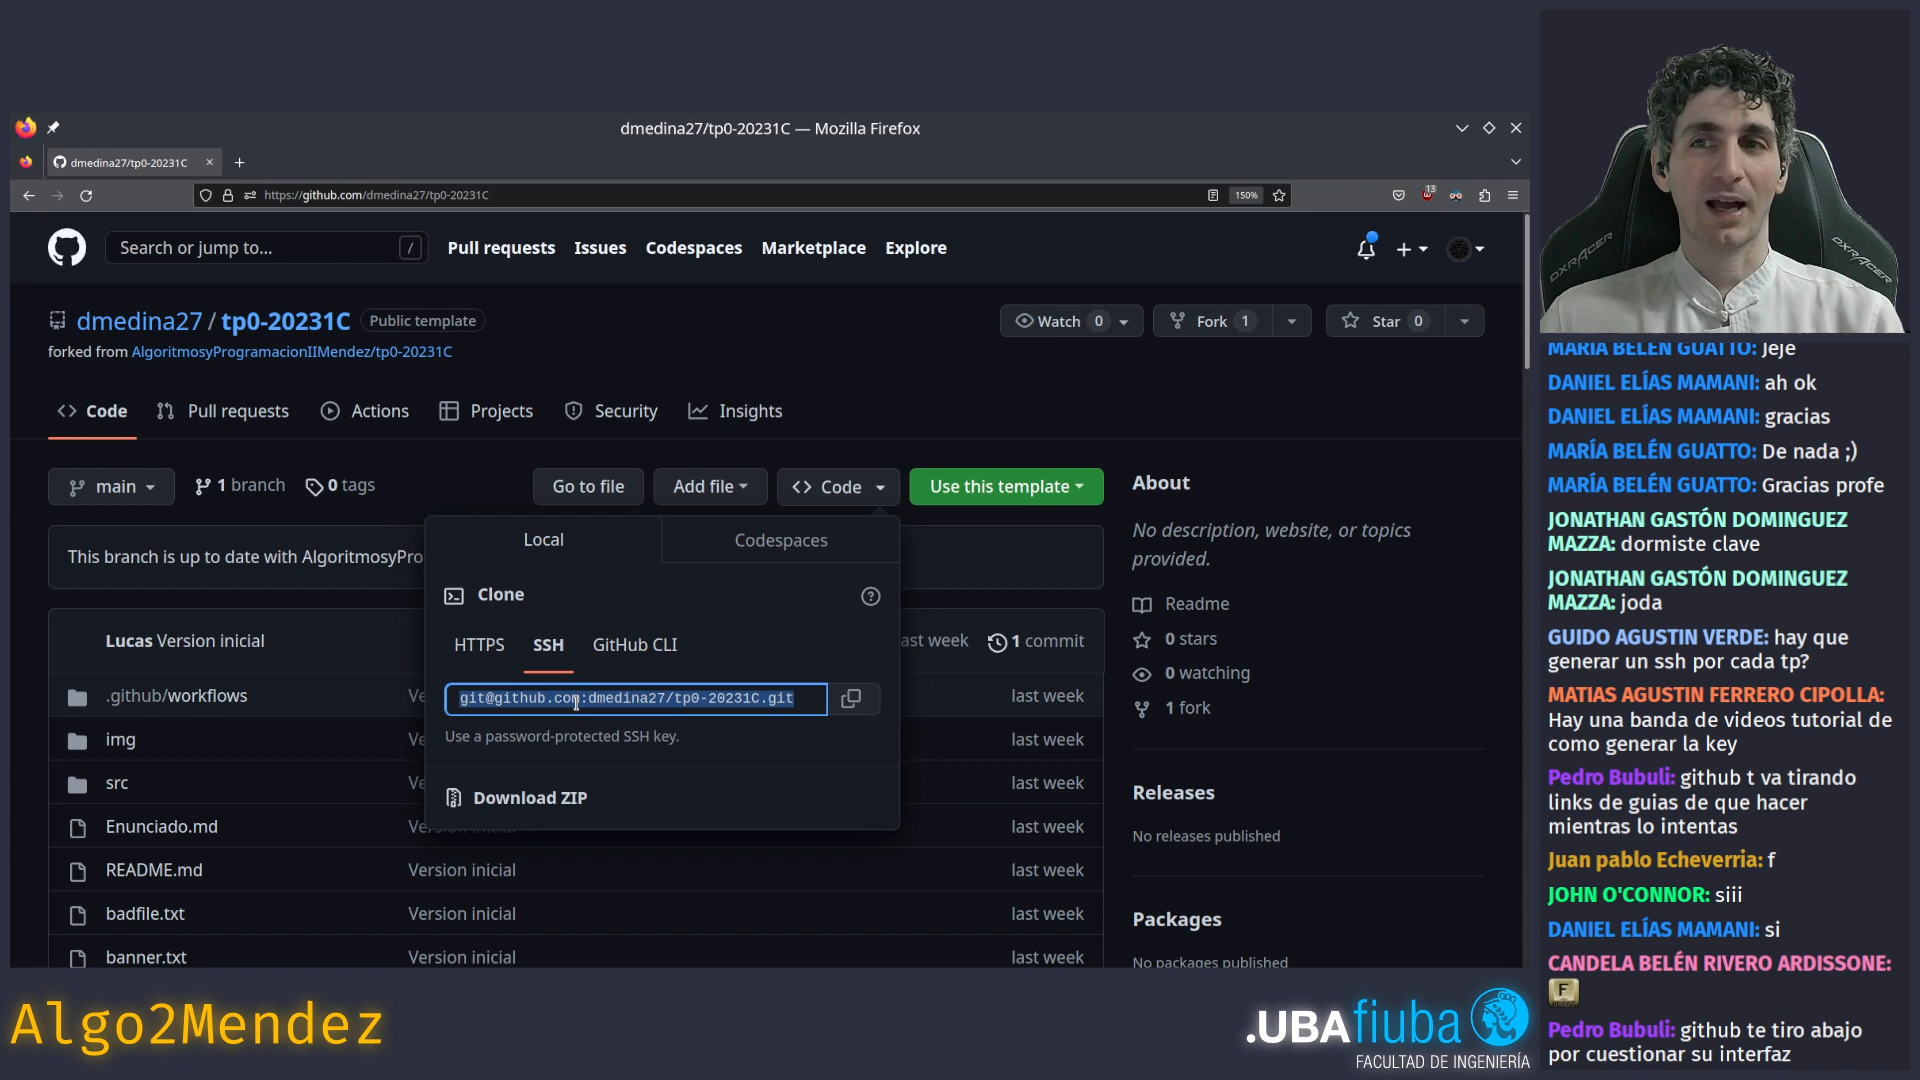 dmedina27/tp0-20231C — Mozilla Firefox
dmedina27/tp0-20231C
https://github.com/dmedina27/tp0-20231C
150%
13
Search or jump to...
/
Pull requests
Issues
Codespaces
Marketplace
Explore
dmedina27 / tp0-20231C
Public template
forked from AlgoritmosyProgramacionIIMendez/tp0-20231C
Watch 0
Fork 1
Star 0
Code
Pull requests
Actions
Projects
Security
Insights
main
1 branch
0 tags
Go to file
Add file
Code
Use this template
This branch is up to date with AlgoritmosyPro
Local
Codespaces
Clone
HTTPS
SSH
GitHub CLI
git@github.com:dmedina27/tp0-20231C.git
Use a password-protected SSH key.
Download ZIP
Lucas Version inicial
ast week
1 commit
.github/workflows
Ve
last week
img
Ve
last week
src
Ve
last week
Enunciado.md
last week
README.md
Version inicial
last week
badfile.txt
Version inicial
last week
banner.txt
Version inicial
last week
About
No description, website, or topics
provided.
Readme
0 stars
0 watching
1 fork
Releases
No releases published
Packages
No packages published
DXRACER
DXRACER
MARÍA BELÉN GUATTO: Jeje
DANIEL ELÍAS MAMANI: ah ok
DANIEL ELÍAS MAMANI: gracias
MARÍA BELÉN GUATTO: De nada ;)
MARÍA BELÉN GUATTO: Gracias profe
JONATHAN GASTÓN DOMINGUEZ
MAZZA: dormiste clave
JONATHAN GASTÓN DOMINGUEZ
MAZZA: joda
GUIDO AGUSTIN VERDE: hay que
generar un ssh por cada tp?
MATIAS AGUSTIN FERRERO CIPOLLA:
Hay una banda de videos tutorial de
como generar la key
Pedro Bubuli: github t va tirando
links de guias de que hacer
mientras lo intentas
Juan pablo Echeverria: f
JOHN O'CONNOR: siii
DANIEL ELÍAS MAMANI: si
CANDELA BELÉN RIVERO ARDISSONE:
F
Pedro Bubuli: github te tiro abajo
por cuestionar su interfaz
Algo2Mendez
.UBAfiuba
FACULTAD DE INGENIERÍA